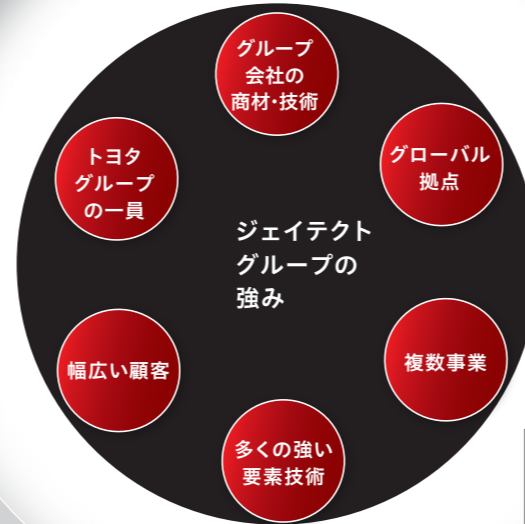 グループ
会社の
商材・技術
グローバル
拠点
複数事業
多くの強い
要素技術
幅広い顧客
トヨタ
グループ
の一員
ジェイテクト
グループの
強み